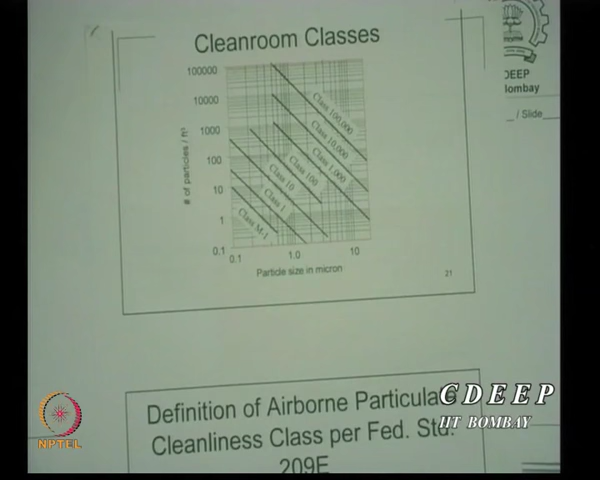 Cleanroom Classes
DEEP
Bombay
/ Slide
100000
10000
1000
100
10
1
0.1
# of particles / ft³
Class 100,000
Class 10,000
Class 1,000
Class 100
Class 10
Class 1
Class M-1
0.1
1.0
10
Particle size in micron
21
Definition of Airborne Particulate
Cleanliness Class per Fed. Std.
209E
CDEEP
IIT BOMBAY
NPTEL